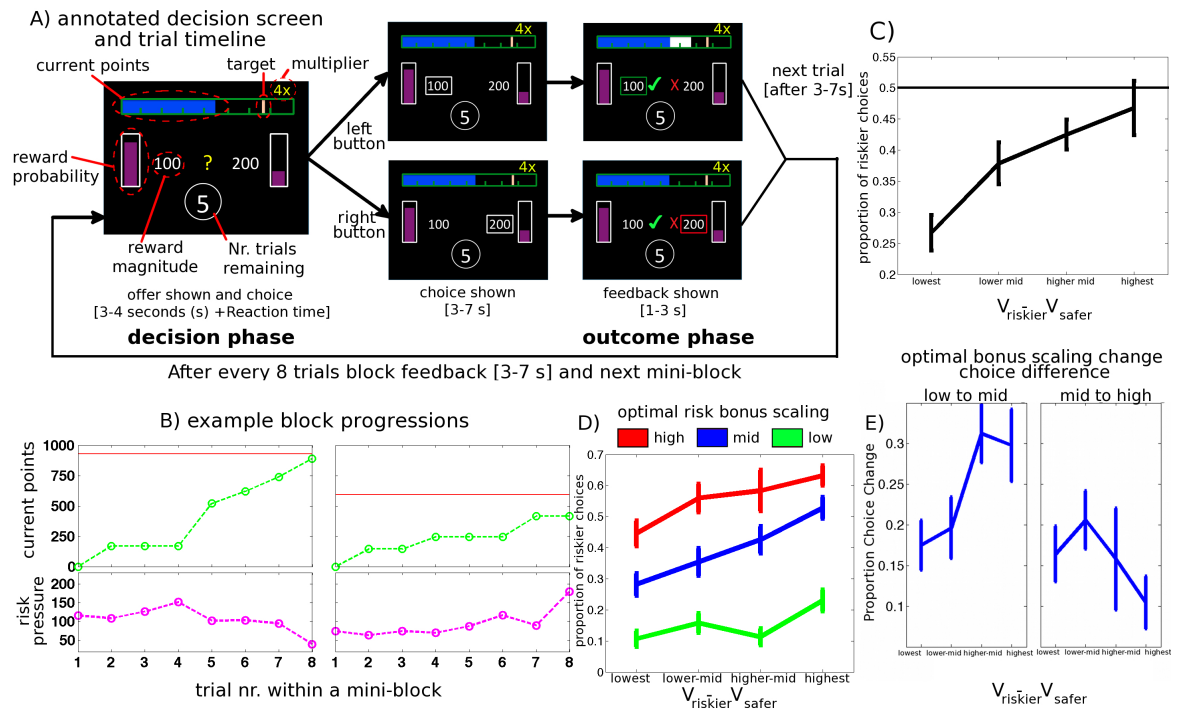 A) annotated decision screen
and trial timeline
current points
target
multiplier
4x
reward
probability
100
?
200
5
reward
magnitude
Nr. trials
remaining
offer shown and choice
[3-4 seconds (s) +Reaction time]
decision phase
left
button
right
button
4x
100
200
5
4x
100
200
5
choice shown
[3-7 s]
4x
100 ✓ X 200
5
4x
100 ✓ X 200
5
feedback shown
[1-3 s]
outcome phase
next trial
[after 3-7s]
After every 8 trials block feedback [3-7 s] and next mini-block
B) example block progressions
current points
1000
750
500
250
0
risk
pressure
200
150
100
50
1 2 3 4 5 6 7 8
1 2 3 4 5 6 7 8
trial nr. within a mini-block
C)
proportion of riskier choices
0.55
0.5
0.45
0.4
0.35
0.3
0.25
0.2
lowest lower mid higher mid highest
Vriskier-Vsafer
D) optimal risk bonus scaling
high mid low
proportion of riskier choices
0.7
0.6
0.5
0.4
0.3
0.2
0.1
0
lowest lower-mid higher-mid highest
Vriskier-Vsafer
optimal bonus scaling change
choice difference
E) low to mid mid to high
Proportion Choice Change
0.3
0.25
0.2
0.15
0.1
lowest lower-mid higher-mid highest
lowest lower-mid higher-mid highest
Vriskier-Vsafer